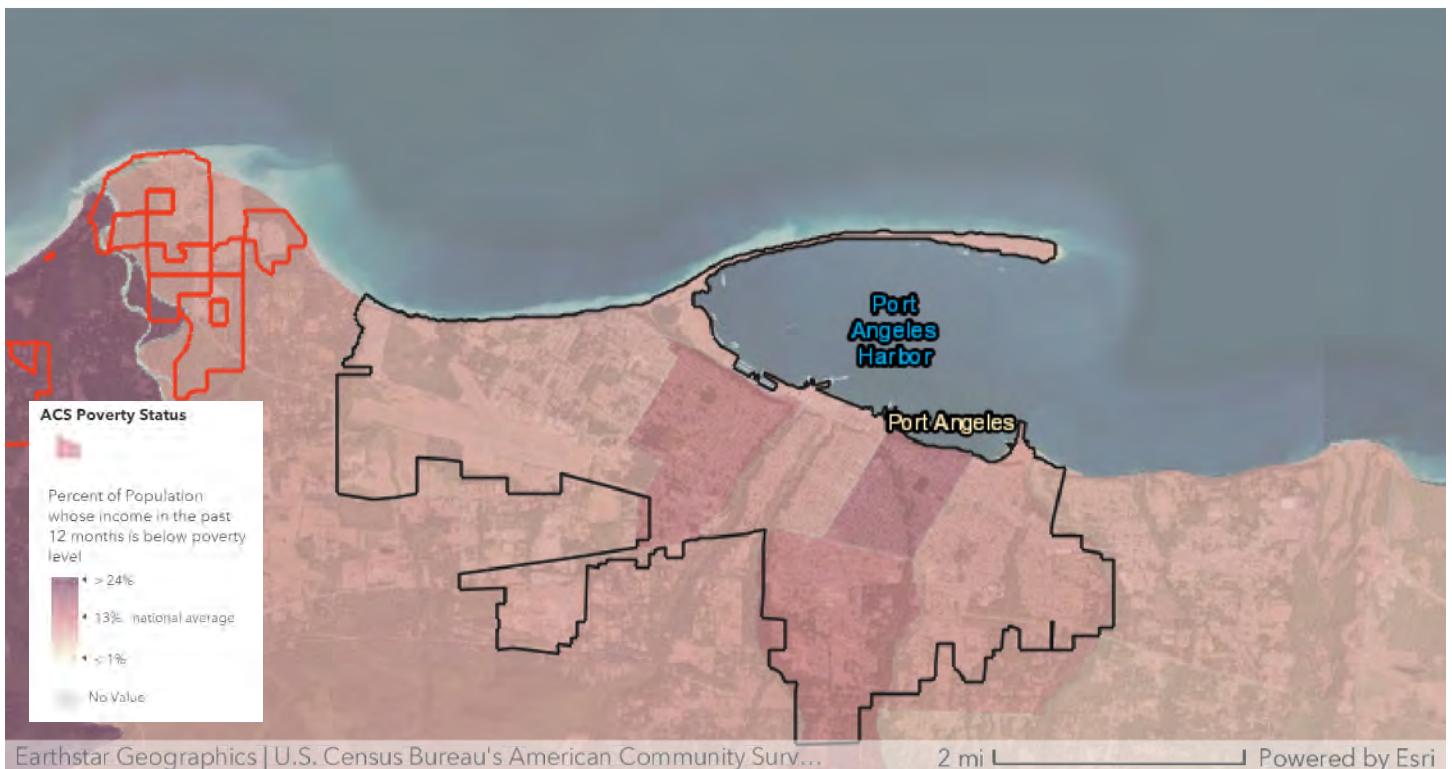 Port
Angeles
Harbor
Port Angeles
ACS Poverty Status
Percent of Population
whose income in the past
12 months is below poverty
level
> 24%
13% national average
< 1%
No Value
Earthstar Geographics | U.S. Census Bureau's American Community Surv...
2 mi
Powered by Esri